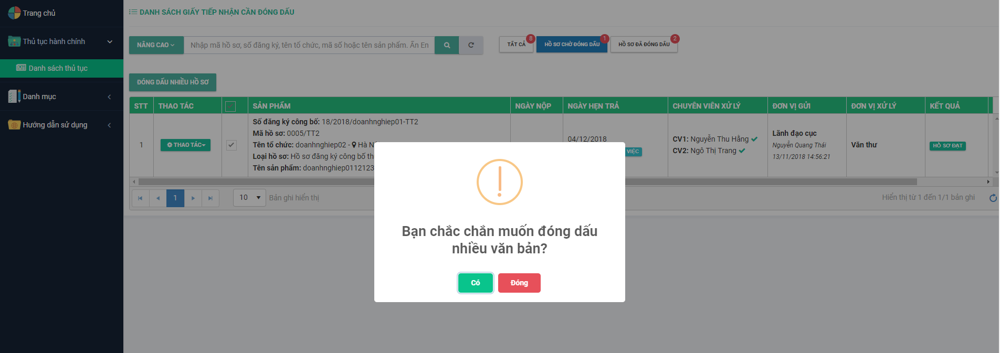 Trang chủ
Thủ tục hành chính
Danh sách thủ tục
Danh mục
Hướng dẫn sử dụng
DANH SÁCH GIẤY TIẾP NHẬN CẦN ĐÓNG DẤU
NÂNG CAO
Nhập mã hồ sơ, số đăng ký, tên tổ chức, mã số hoặc tên sản phẩm. Ấn En
TẤT CẢ 8
HỒ SƠ CHỜ ĐÓNG DẤU 1
HỒ SƠ ĐÃ ĐÓNG DẤU 2
ĐÓNG DẤU NHIỀU HỒ SƠ
STT THAO TÁC SẢN PHẨM NGÀY NỘP NGÀY HẸN TRẢ CHUYÊN VIÊN XỬ LÝ ĐƠN VỊ GỬI ĐƠN VỊ XỬ LÝ KẾT QUẢ
1
THAO TÁC
Số đăng ký công bố: 18/2018/doanhnghiep01-TT2
Mã hồ sơ: 0005/TT2
Tên tổ chức: doanhnghiep02 - Hà
Loại hồ sơ: Hồ sơ đăng ký công bố th
Tên sản phẩm: doanhnghiep0112123
04/12/2018
VIỆC
CV1: Nguyễn Thu Hằng
CV2: Ngô Thị Trang
Lãnh đạo cục
Nguyễn Quang Thái
13/11/2018 14:56:21
Văn thư
HỒ SƠ ĐẠT
1
10
Bản ghi hiển thị
Hiển thị từ 1 đến 1/1 bản ghi
Bạn chắc chắn muốn đóng dấu
nhiều văn bản?
Có
Đóng